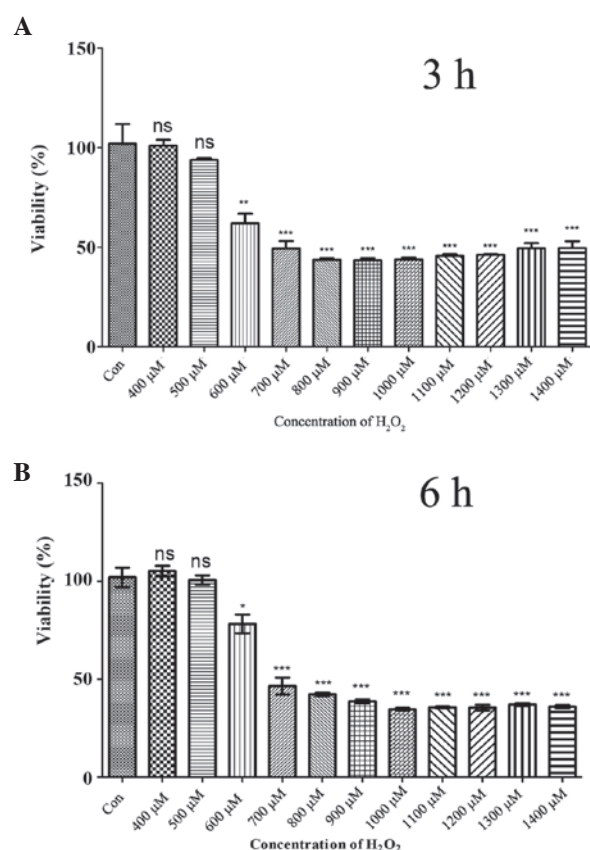 A
150
3 h
100
50
0
Viability (%)
ns
ns
**
***
***
***
***
***
***
***
***
Con
400 μM
500 μM
600 μM
700 μM
800 μM
900 μM
1000 μM
1100 μM
1200 μM
1300 μM
1400 μM
Concentration of H₂O₂
B
150
6 h
100
50
0
Viability (%)
ns
ns
*
***
***
***
***
***
***
***
***
Con
400 μM
500 μM
600 μM
700 μM
800 μM
900 μM
1000 μM
1100 μM
1200 μM
1300 μM
1400 μM
Concentration of H₂O₂